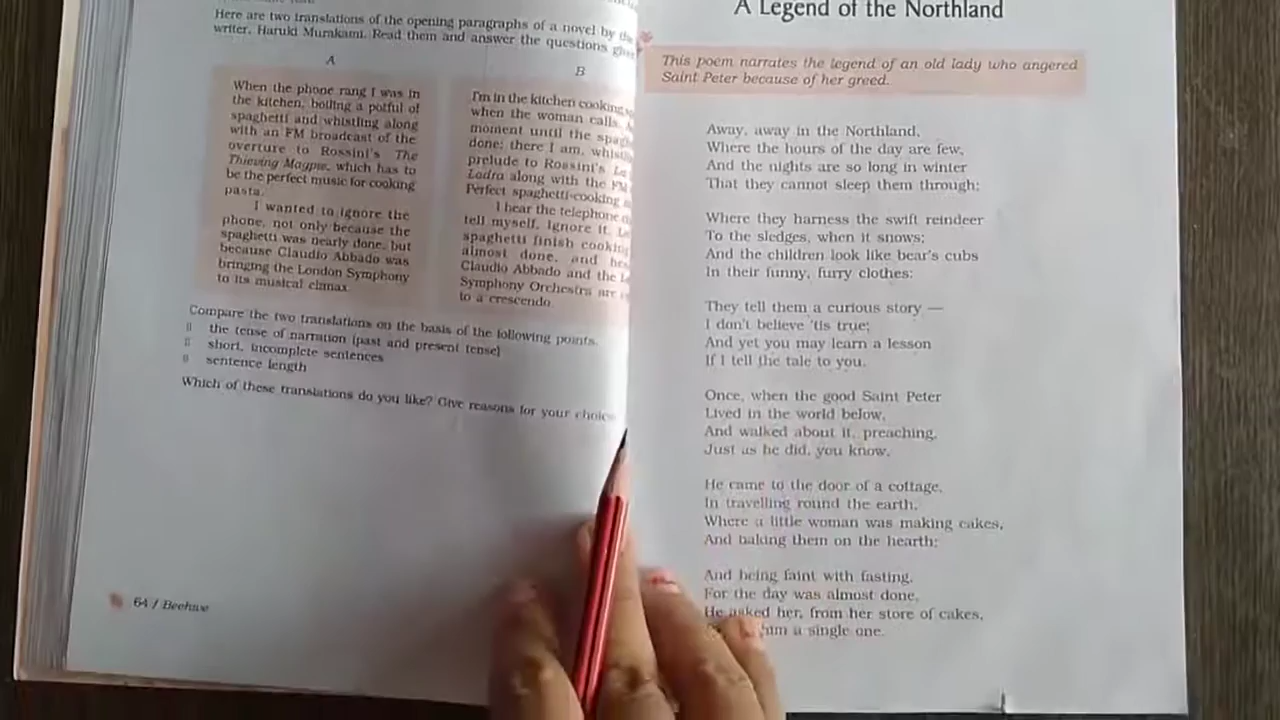 Here are two translations of the opening paragraphs of a novel by the
writer, Haruki Murakami. Read them and answer the questions
A
When the phone rang I was in
the kitchen, boiling a potful of
spaghetti and whistling along
with an FM broadcast of the
overture to Rossini's The
Thieving Magpie, which has to
be the perfect music for cooking
pasta.
I wanted to ignore the
phone, not only because the
spaghetti was nearly done, but
because Claudio Abbado was
bringing the London Symphony
to its musical climax.
B
I'm in the kitchen cooking
when the woman calls.
moment until the
done; there I am,
prelude to Rossini's La
Ladra along with the FM
Perfect spaghetti-cooking
I hear the telephone
tell myself, Ignore it.
spaghetti finish cooking
almost done, and
Claudio Abbado and the
Symphony Orchestra are
to a crescendo.
Compare the two translations on the basis of the following points.
the tense of narration (past and present tense)
short, incomplete sentences
sentence length
Which of these translations do you like? Give reasons for your
64 / Beehive
A Legend of the Northland
This poem narrates the legend of an old lady who angered
Saint Peter because of her greed.
Away, away in the Northland,
Where the hours of the day are few,
And the nights are so long in winter
That they cannot sleep them through;
Where they harness the swift reindeer
To the sledges, when it snows;
And the children look like bear's cubs
In their funny, furry clothes:
They tell them a curious story —
I don't believe 'tis true;
And yet you may learn a lesson
If I tell the tale to you.
Once, when the good Saint Peter
Lived in the world below,
And walked about it, preaching,
Just as he did, you know,
He came to the door of a cottage,
In travelling round the earth,
Where a little woman was making cakes,
And baking them on the hearth;
And being faint with fasting,
For the day was almost done,
He asked her, from her store of cakes,
him a single one.